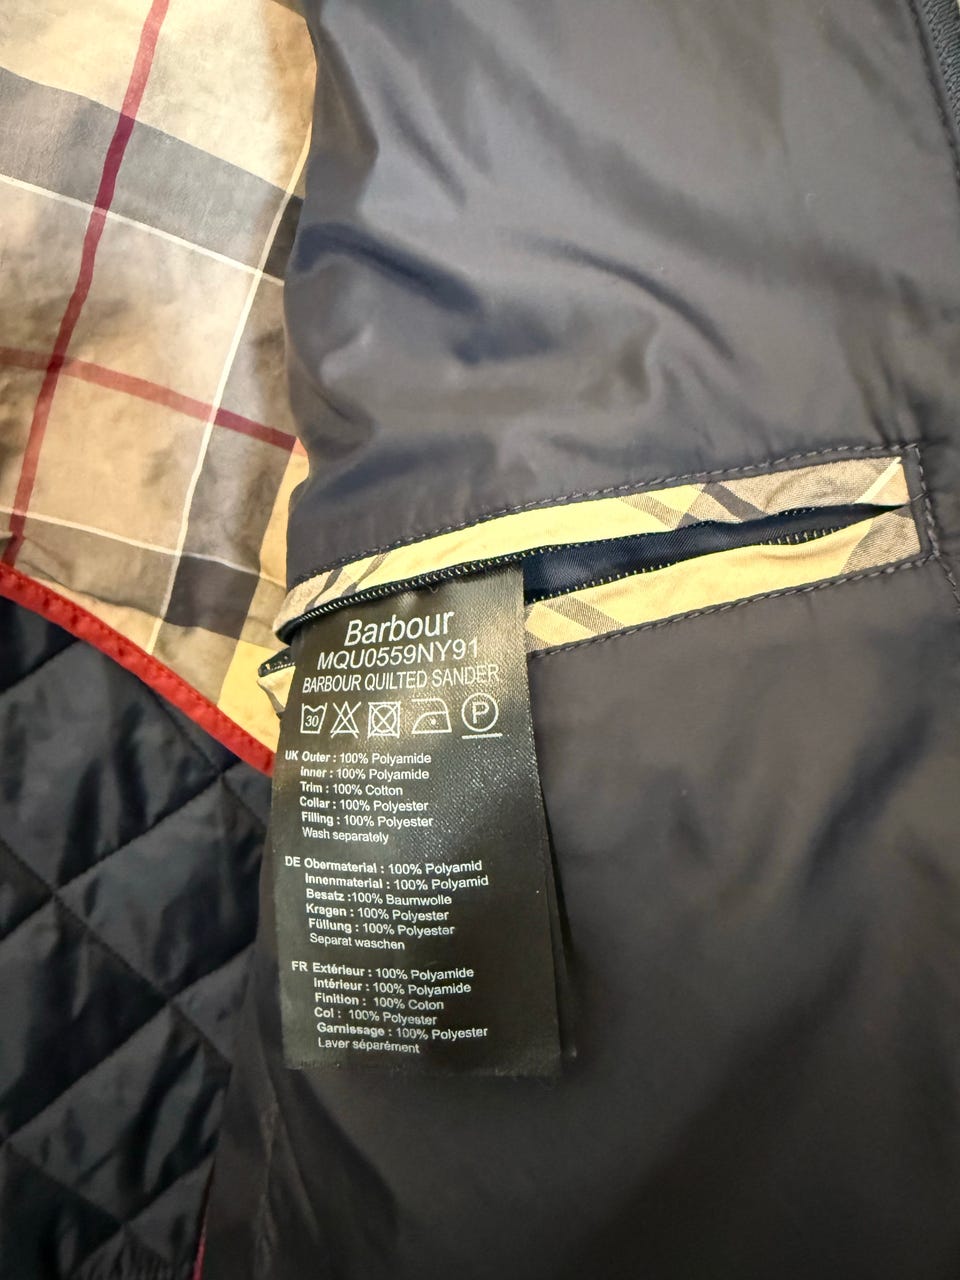 Barbour
MQU0559NY91
BARBOUR QUILTED SANDER
30 P
UK Outer : 100% Polyamide
Inner : 100% Polyamide
Trim : 100% Cotton
Collar : 100% Polyester
Filling : 100% Polyester
Wash separately
DE Obermaterial : 100% Polyamid
Innenmaterial : 100% Polyamid
Besatz :100% Baumwolle
Kragen : 100% Polyester
Füllung : 100% Polyester
Separat waschen
FR Extérieur : 100% Polyamide
Intérieur : 100% Polyamide
Finition : 100% Coton
Col : 100% Polyester
Garnissage : 100% Polyester
Laver séparément